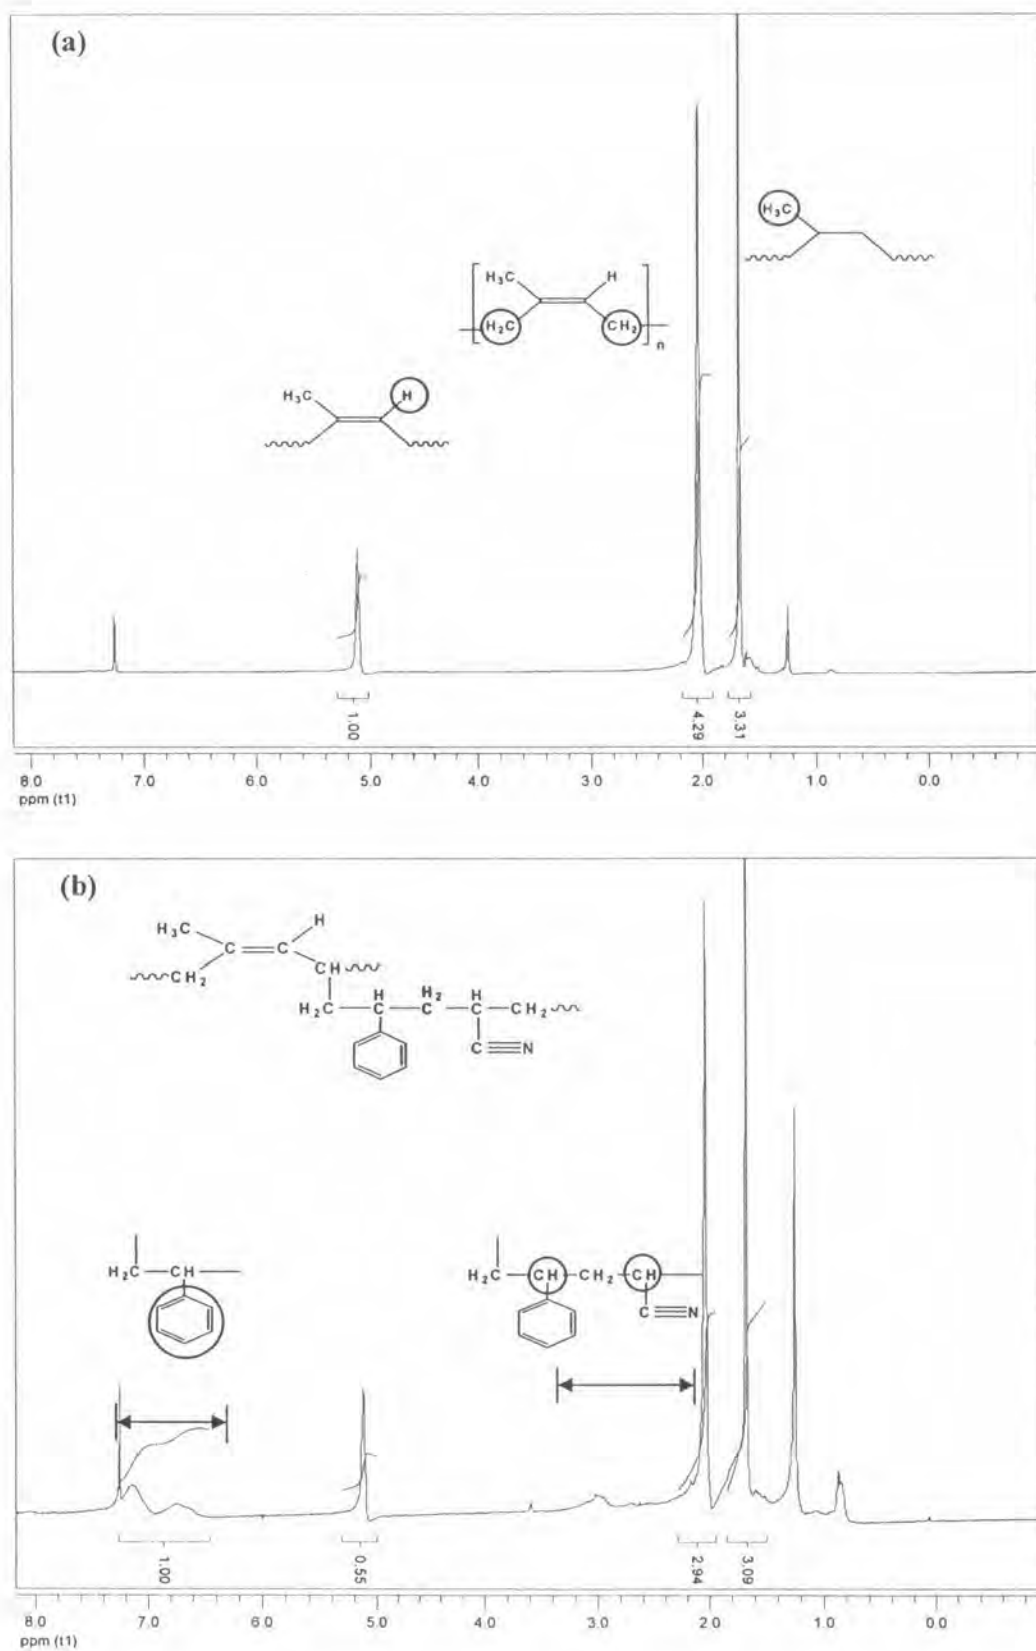 (a)
H₃C
H₃C H
H₂C CH₂
n
H₃C H
1.00
4.29
3.31
8.0 7.0 6.0 5.0 4.0 3.0 2.0 1.0 0.0
ppm (t1)
(b)
H
H₃C
C C
CH₂ CH
H₂C H H₂ H CH₂
C C C
C N
H₂C CH
H₂C CH CH₂ CH
C N
1.00
0.55
2.94
3.09
8.0 7.0 6.0 5.0 4.0 3.0 2.0 1.0 0.0
ppm (t1)